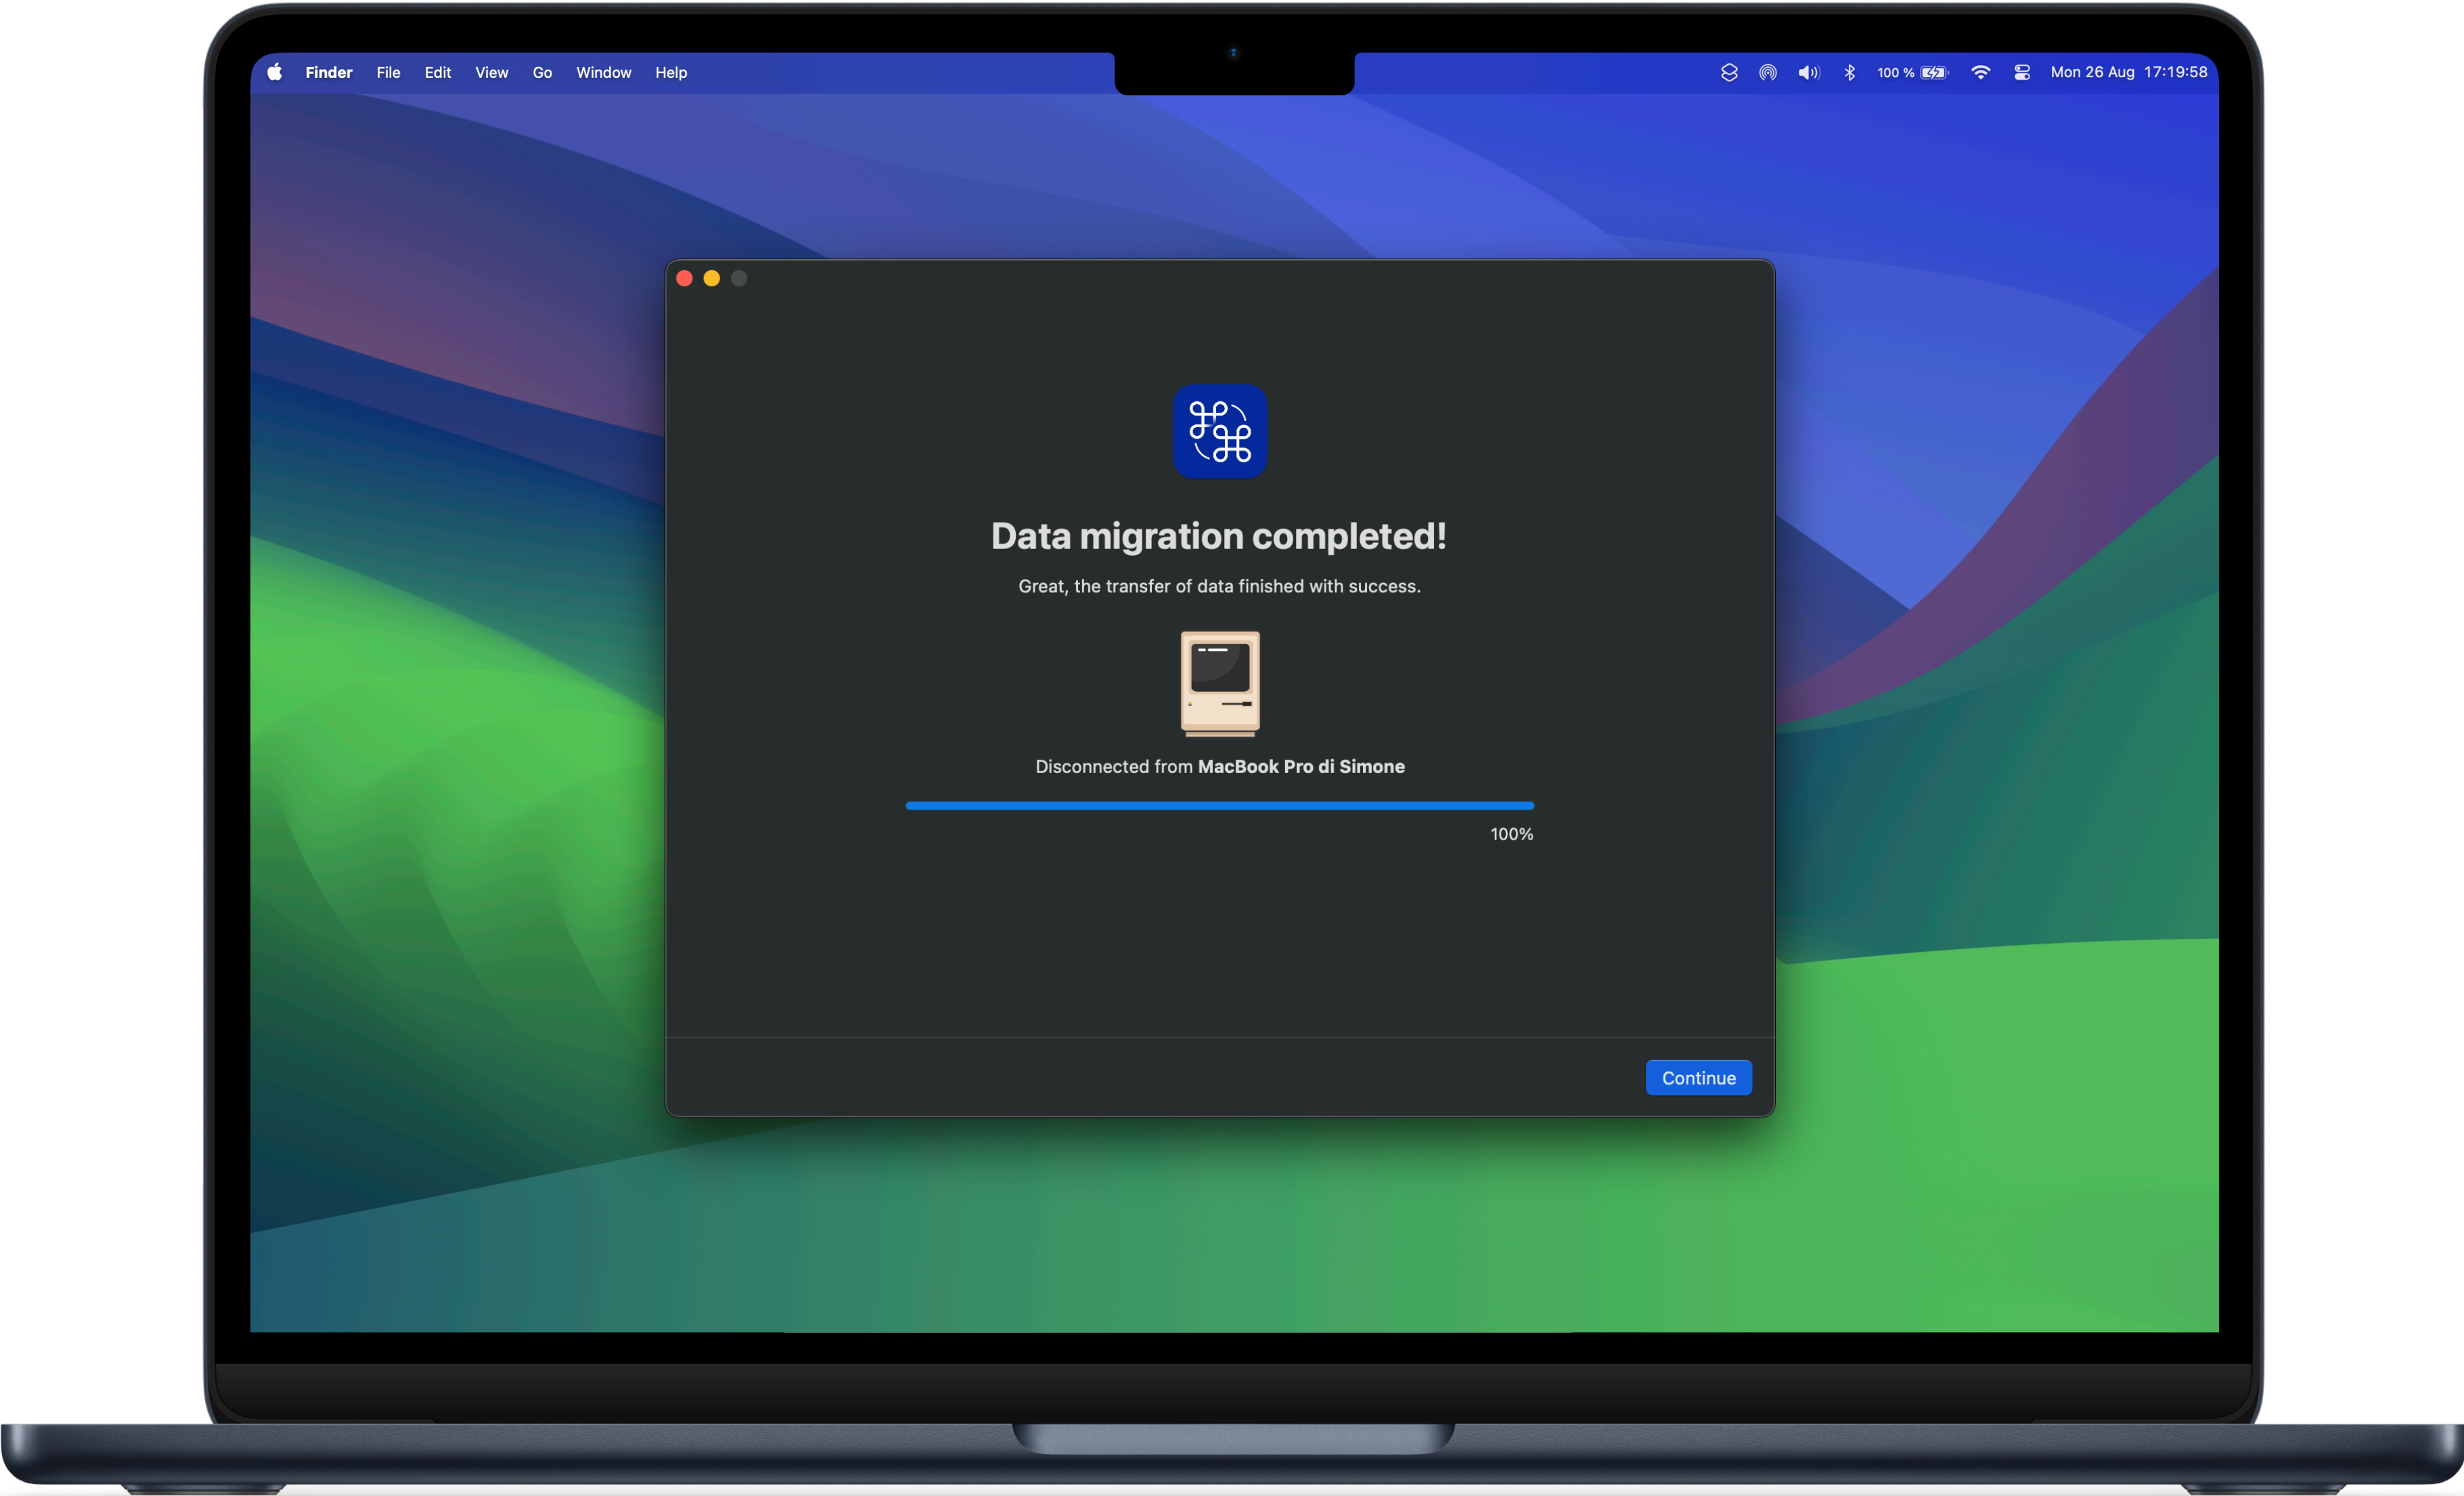 Finder File Edit View Go Window Help
100 % Mon 26 Aug 17:19:58
Data migration completed!
Great, the transfer of data finished with success.
Disconnected from MacBook Pro di Simone
100%
Continue